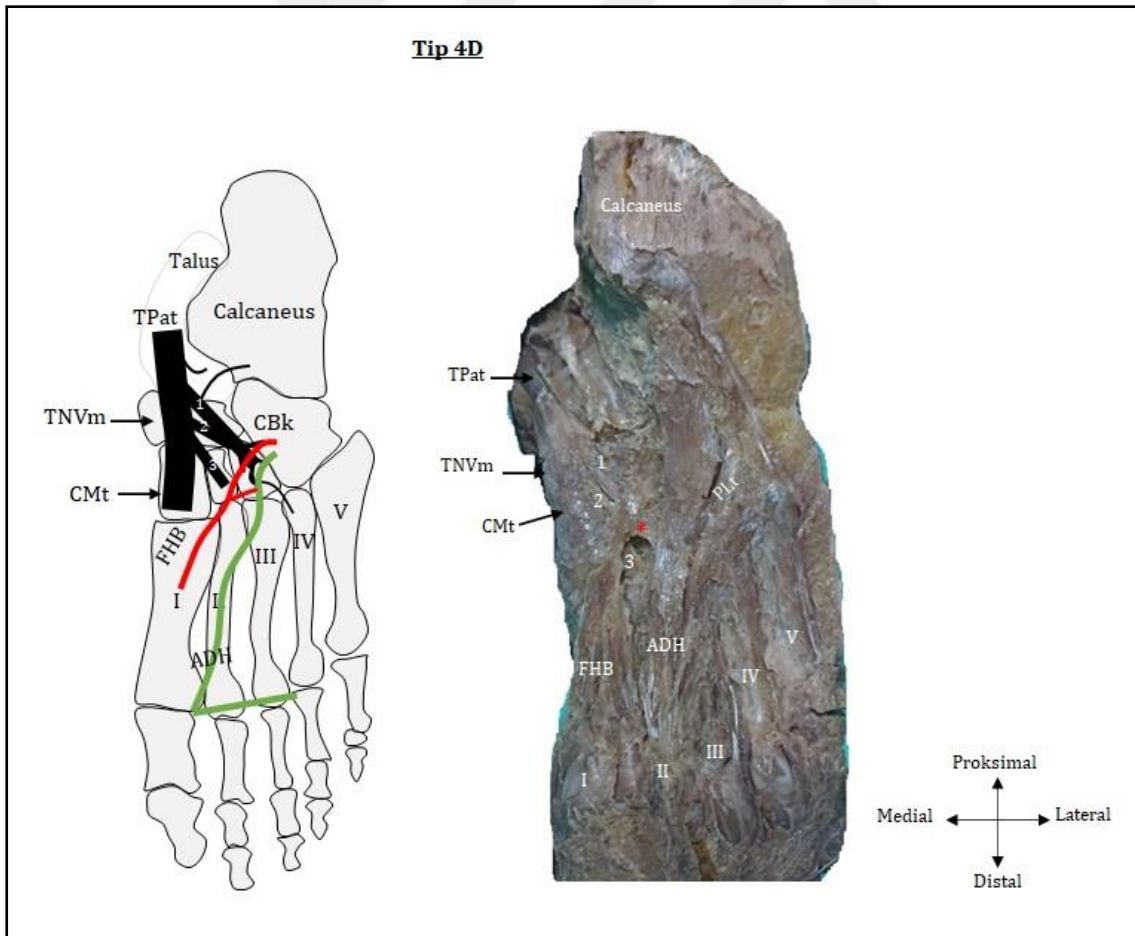 Tip 4D
Talus
Calcaneus
TPat
1
2
3
TNVm
CBk
CMt
FHB
I
I
III
IV
V
ADH
Calcaneus
TPat
TNVm
CMt
1
2
*
3
PLt
FHB
ADH
V
IV
III
II
I
Proksimal
Medial
Lateral
Distal